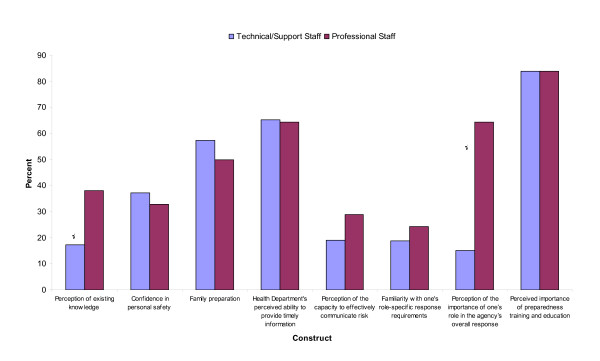 Technical/Support Staff Professional Staff
90
80
70
60
50
40
30
20
10
0
Percent
Perception of existing
knowledge
Confidence in
personal safety
Family preparation
Health Department's
perceived ability to
provide timely
information
Perception of the
capacity to effectively
communicate risk
Familiarity with one's
role-specific response
requirements
Perception of the
importance of one's
role in the agency's
overall response
Perceived importance
of preparedness
training and education
Construct